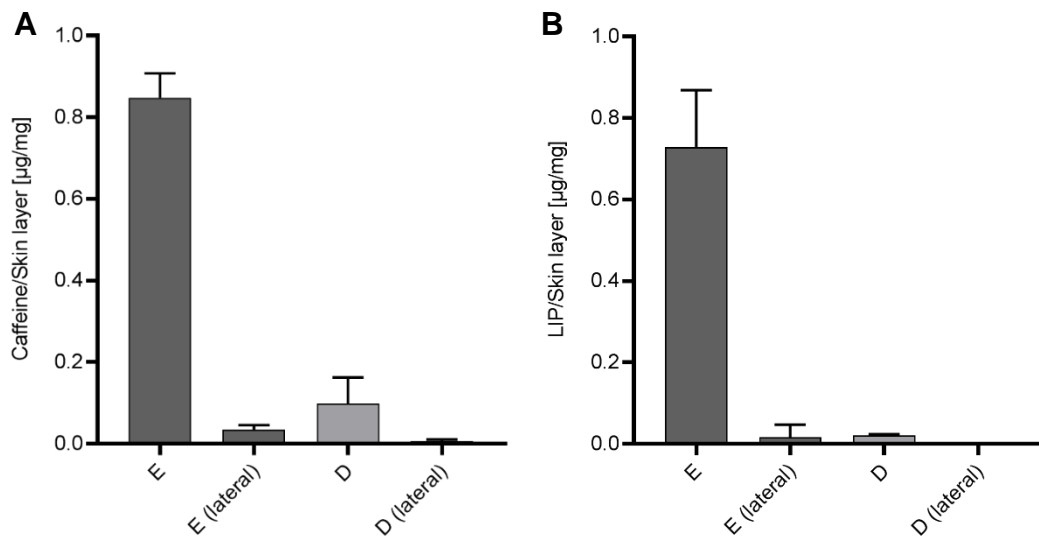 A
Caffeine/Skin layer [µg/mg]
1.0
0.8
0.6
0.4
0.2
0.0
E
E (lateral)
D
D (lateral)
B
LIP/Skin layer [µg/mg]
1.0
0.8
0.6
0.4
0.2
0.0
E
E (lateral)
D
D (lateral)